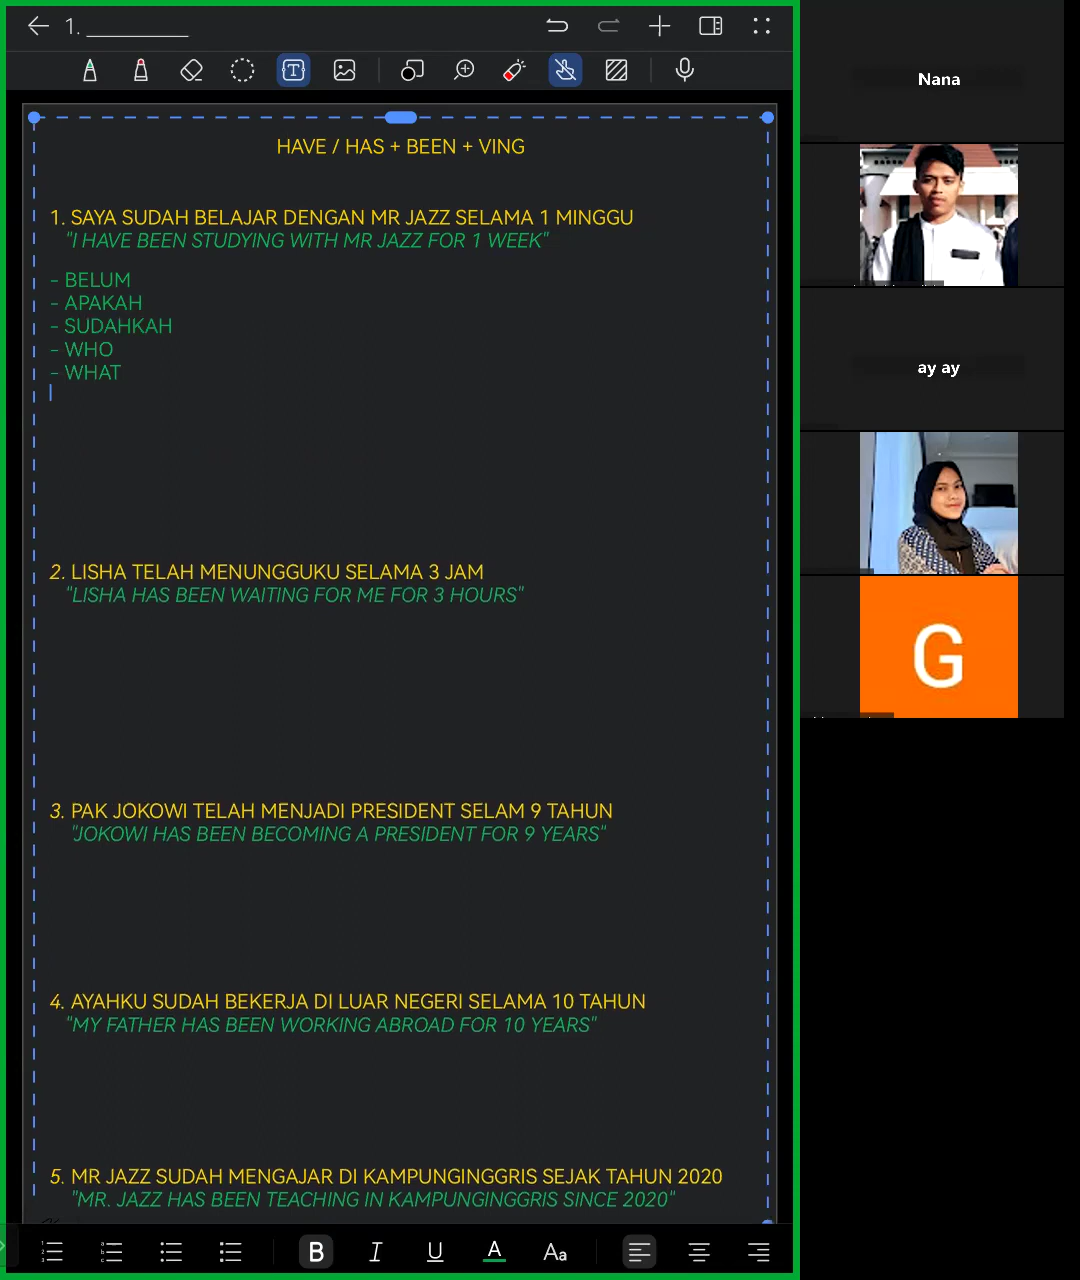 1. __________
HAVE / HAS + BEEN + VING
1. SAYA SUDAH BELAJAR DENGAN MR JAZZ SELAMA 1 MINGGU
"I HAVE BEEN STUDYING WITH MR JAZZ FOR 1 WEEK"
- BELUM
- APAKAH
- SUDAHKAH
- WHO
- WHAT
2. LISHA TELAH MENUNGGUKU SELAMA 3 JAM
"LISHA HAS BEEN WAITING FOR ME FOR 3 HOURS"
3. PAK JOKOWI TELAH MENJADI PRESIDENT SELAM 9 TAHUN
"JOKOWI HAS BEEN BECOMING A PRESIDENT FOR 9 YEARS"
4. AYAHKU SUDAH BEKERJA DI LUAR NEGERI SELAMA 10 TAHUN
"MY FATHER HAS BEEN WORKING ABROAD FOR 10 YEARS"
5. MR JAZZ SUDAH MENGAJAR DI KAMPUNGINGGRIS SEJAK TAHUN 2020
"MR. JAZZ HAS BEEN TEACHING IN KAMPUNGINGGRIS SINCE 2020"
B I U A Aa
Nana
ay ay
G